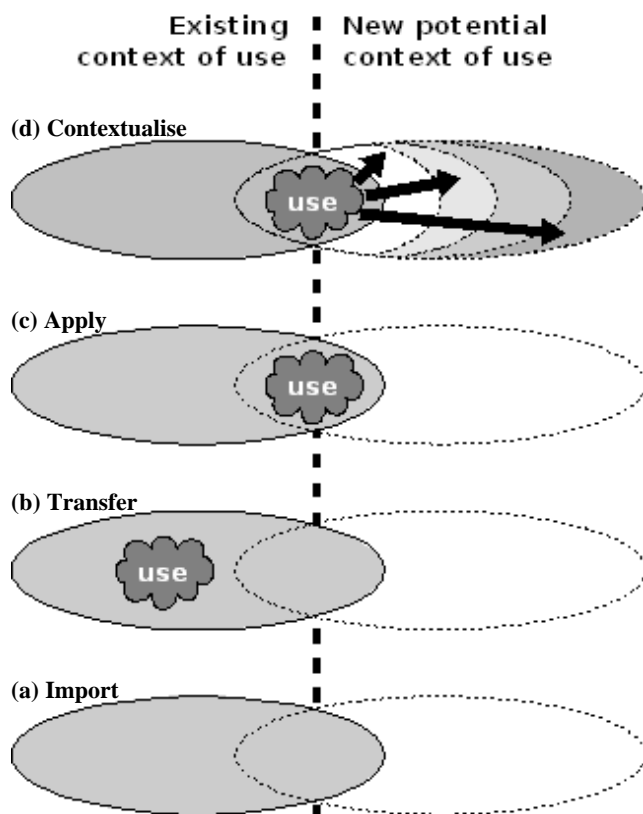 Existing
context of use
New potential
context of use
(d) Contextualise
use
(c) Apply
use
(b) Transfer
use
(a) Import